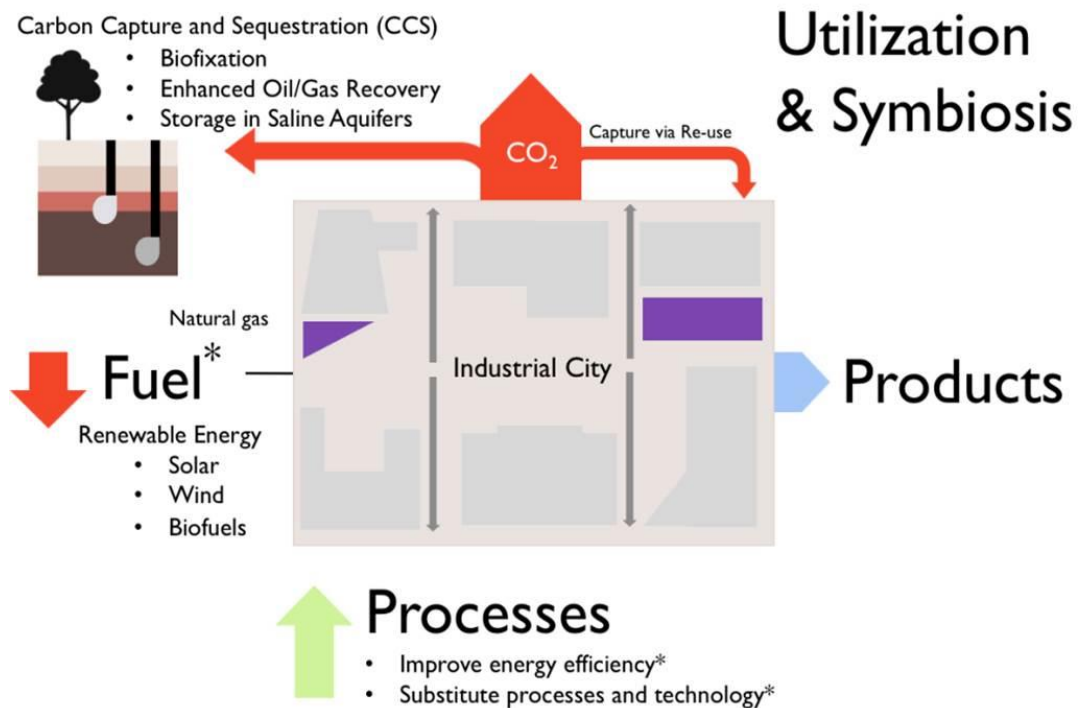 Carbon Capture and Sequestration (CCS)
• Biofixation
• Enhanced Oil/Gas Recovery
• Storage in Saline Aquifers
Utilization
& Symbiosis
CO₂
Capture via Re-use
Natural gas
Fuel*
Renewable Energy
• Solar
• Wind
• Biofuels
Industrial City
Products
Processes
• Improve energy efficiency*
• Substitute processes and technology*